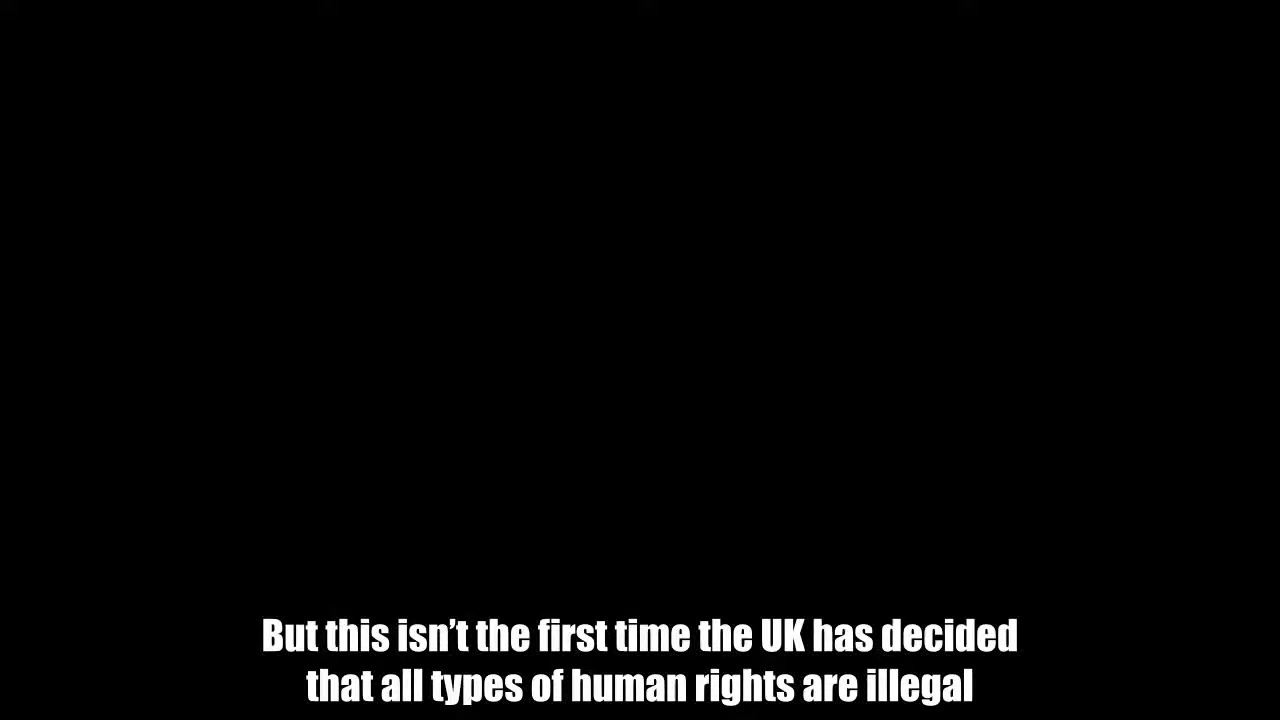 But this isn’t the first time the UK has decided
that all types of human rights are illegal